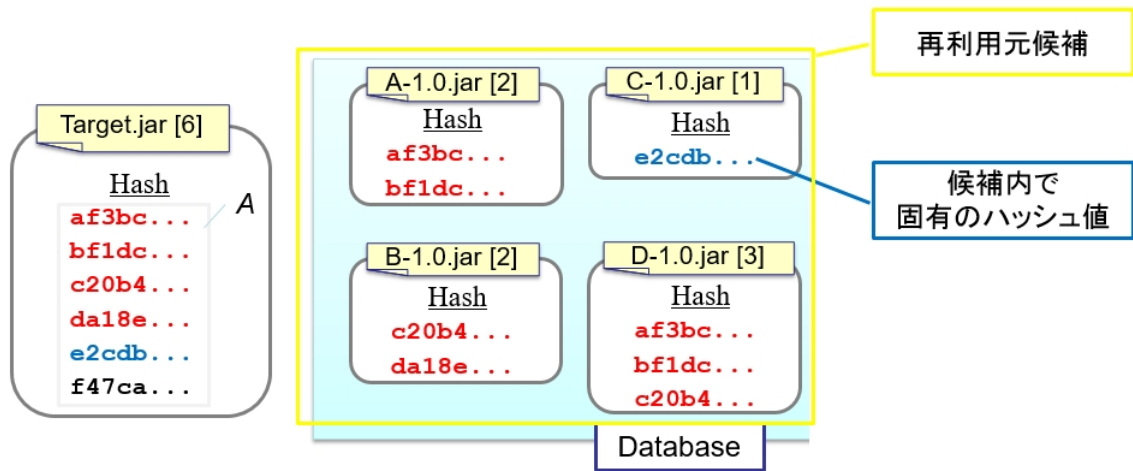 再利用元候補
A-1.0.jar [2]
Hash
af3bc...
bf1dc...
C-1.0.jar [1]
Hash
e2cdb...
Target.jar [6]
Hash
A
af3bc...
bf1dc...
c20b4...
da18e...
e2cdb...
f47ca...
候補内で
固有のハッシュ値
B-1.0.jar [2]
Hash
c20b4...
da18e...
D-1.0.jar [3]
Hash
af3bc...
bf1dc...
c20b4...
Database